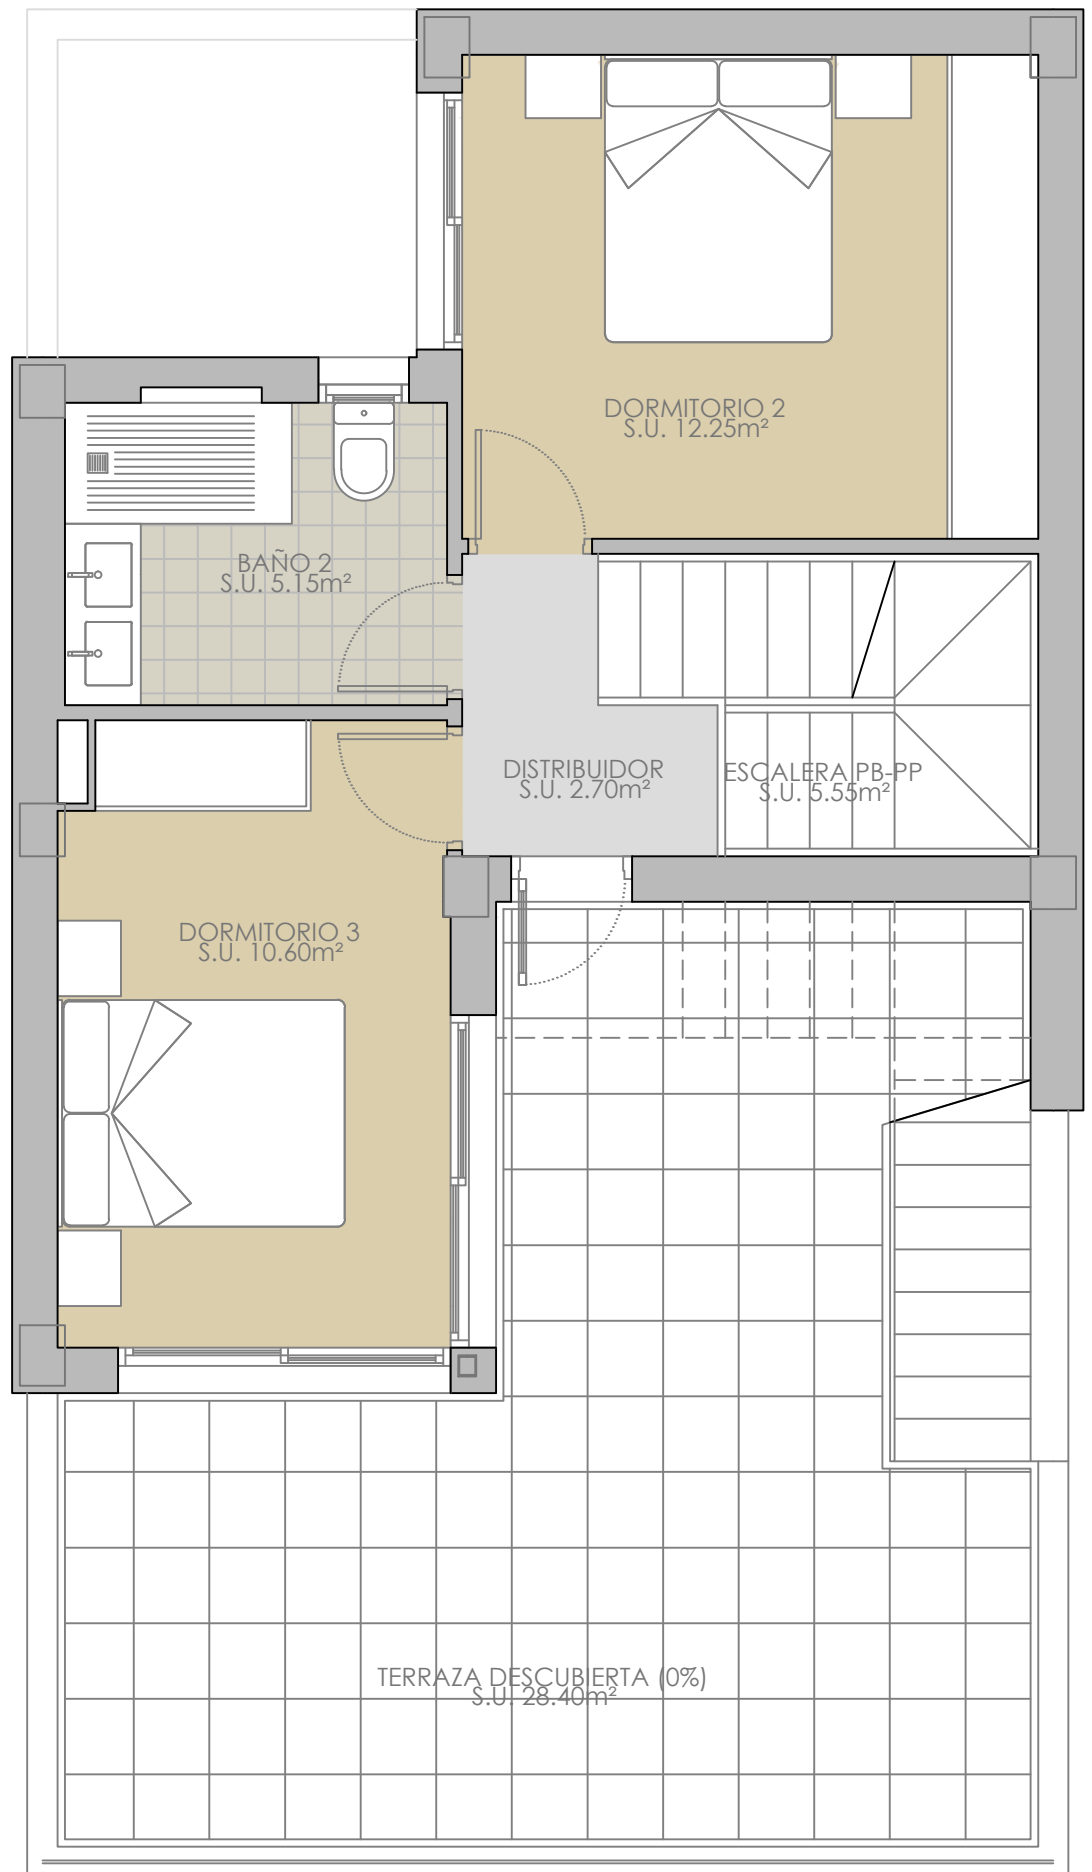 DORMITORIO 2
S.U. 12.25m²
BAÑO 2
S.U. 5.15m²
DISTRIBUIDOR
S.U. 2.70m²
ESCALERA PB-PP
S.U. 5.55m²
DORMITORIO 3
S.U. 10.60m²
TERRAZA DESCUBIERTA (0%)
S.U. 28.40m²